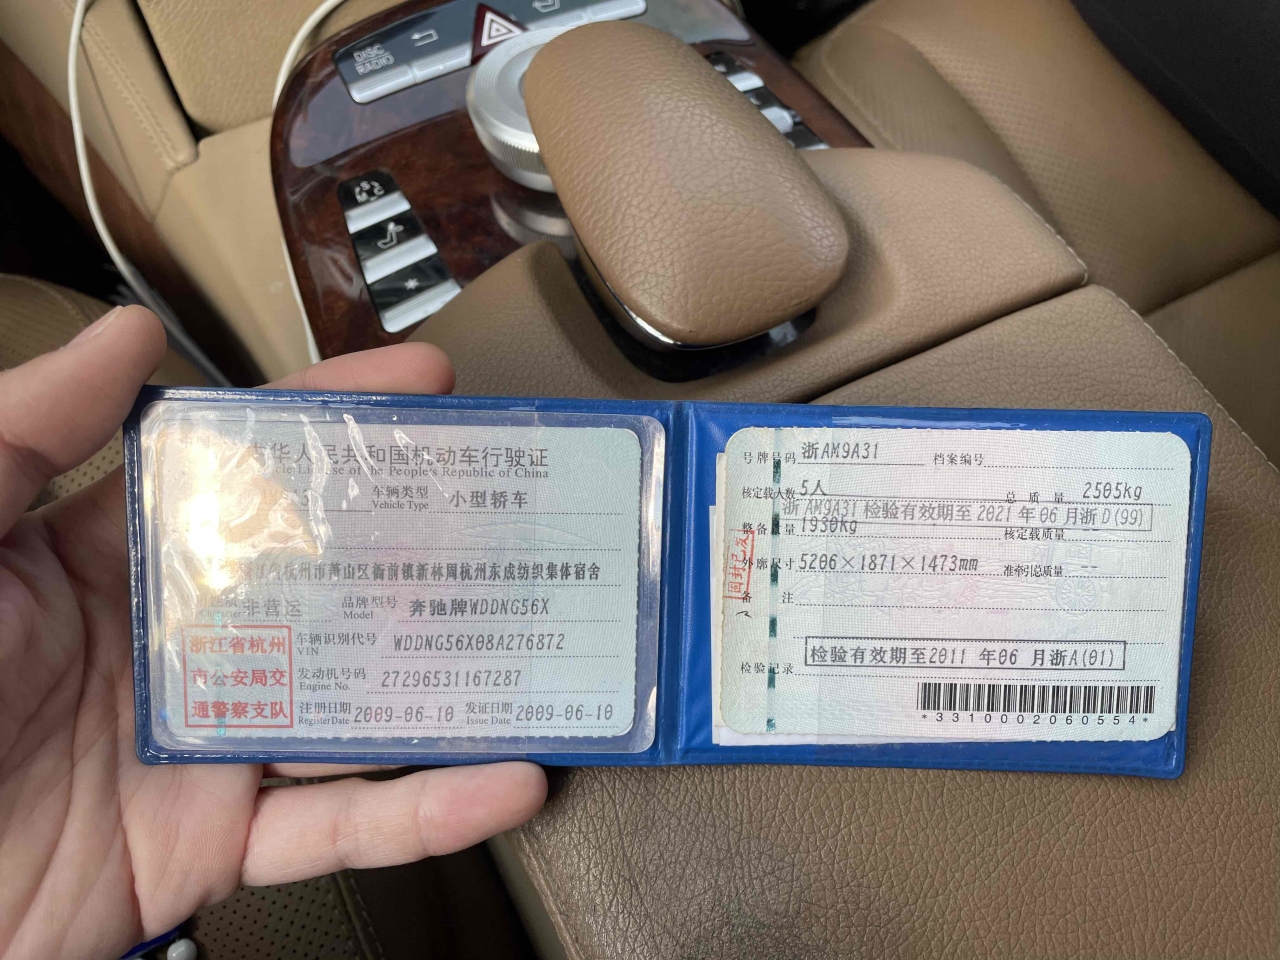 DISC
RADIO
S
M C
*
中华人民共和国机动车行驶证
Vehicle License of the People's Republic of China
车辆类型 小型轿车
Vehicle Type
杭州市萧山区衙前镇新林周杭州东成纺织集体宿舍
非营运 品牌型号 奔驰牌WDDNG56X
Model
浙江省杭州
市公安局交
通警察支队
车辆识别代号 WDDNG56X08A276872
VIN
发动机号码 27296531167287
Engine No.
注册日期 2009-06-10 发证日期 2009-06-10
Register Date Issue Date
号牌号码 浙AM9A31 档案编号
核定载人数 5人 总质量 2505kg
浙AM9A31 检验有效期至 2021 年 06 月浙D(99)
整备质量 1930kg 核定载质量 --
外廓尺寸 5206×1871×1473mm 准牵引总质量 --
备注
检验记录 检验有效期至2011 年06 月浙A(01)
*3310002060554*